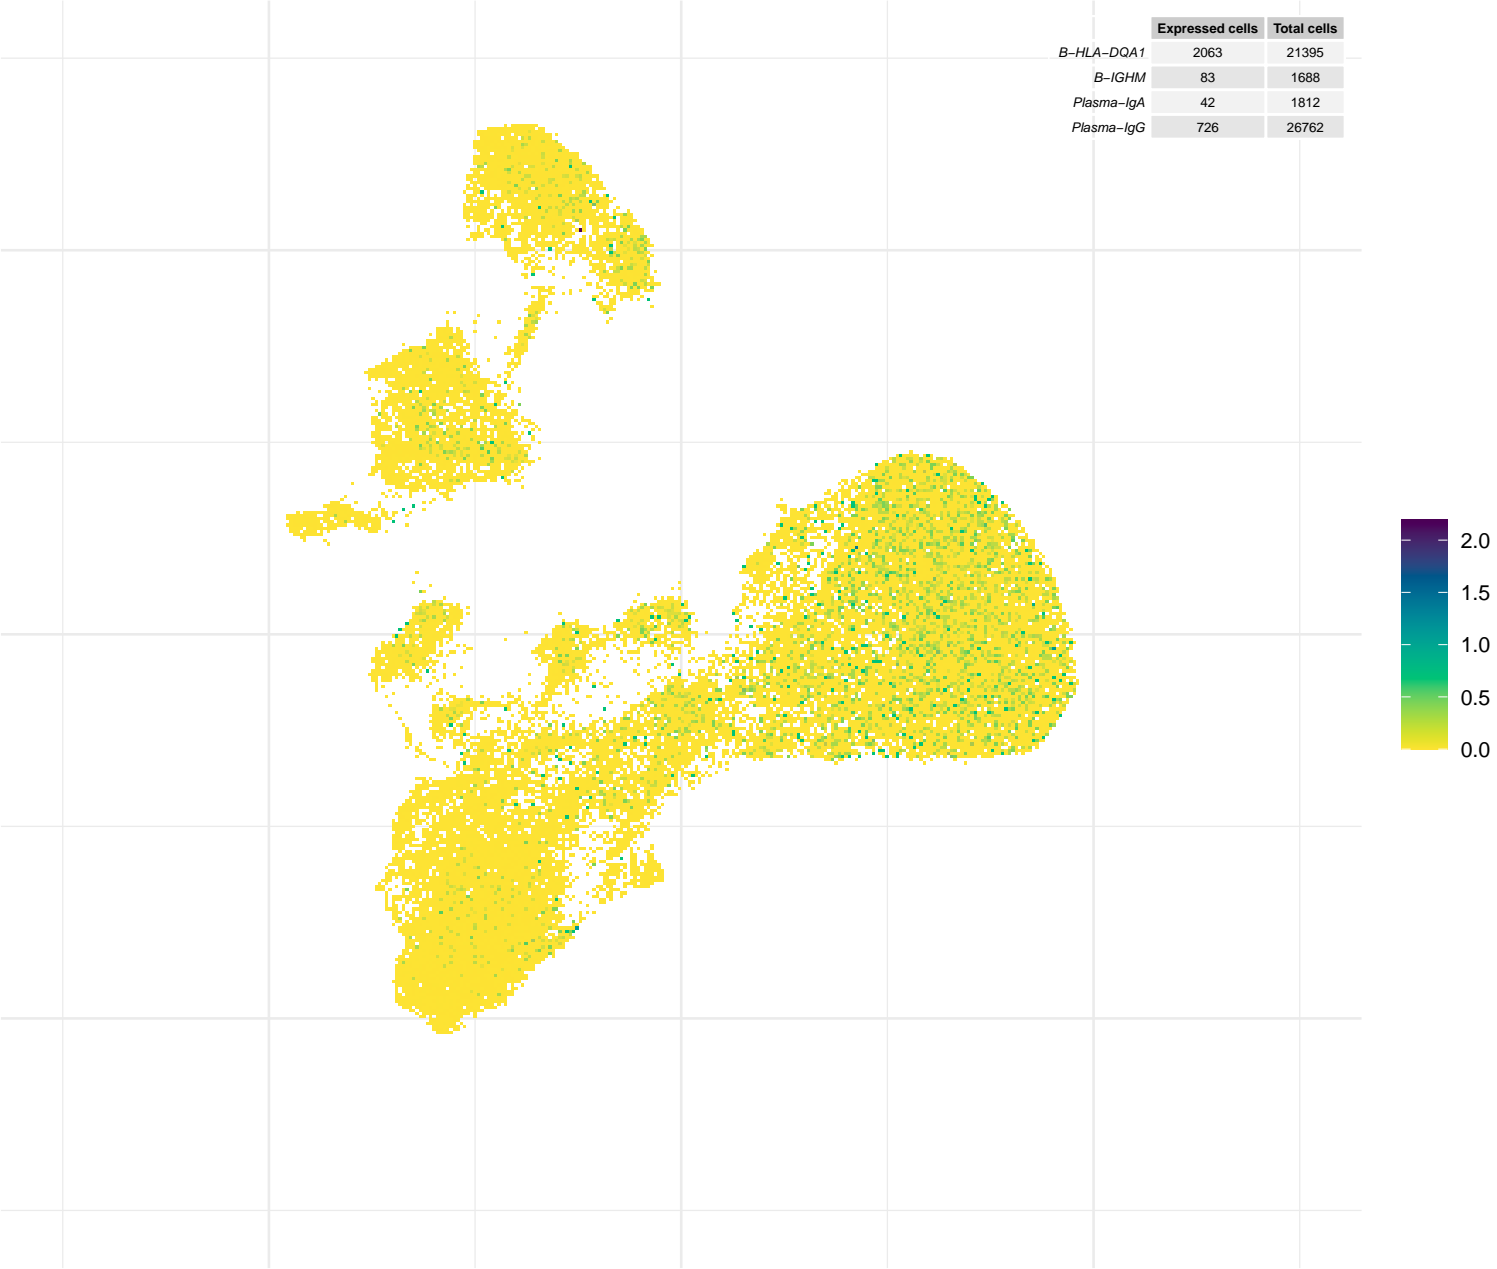 Expressed cells Total cells
B−HLA−DQA1 2063 21395
B−IGHM 83 1688
Plasma−IgA 42 1812
Plasma−IgG 726 26762
2.0
1.5
1.0
0.5
0.0